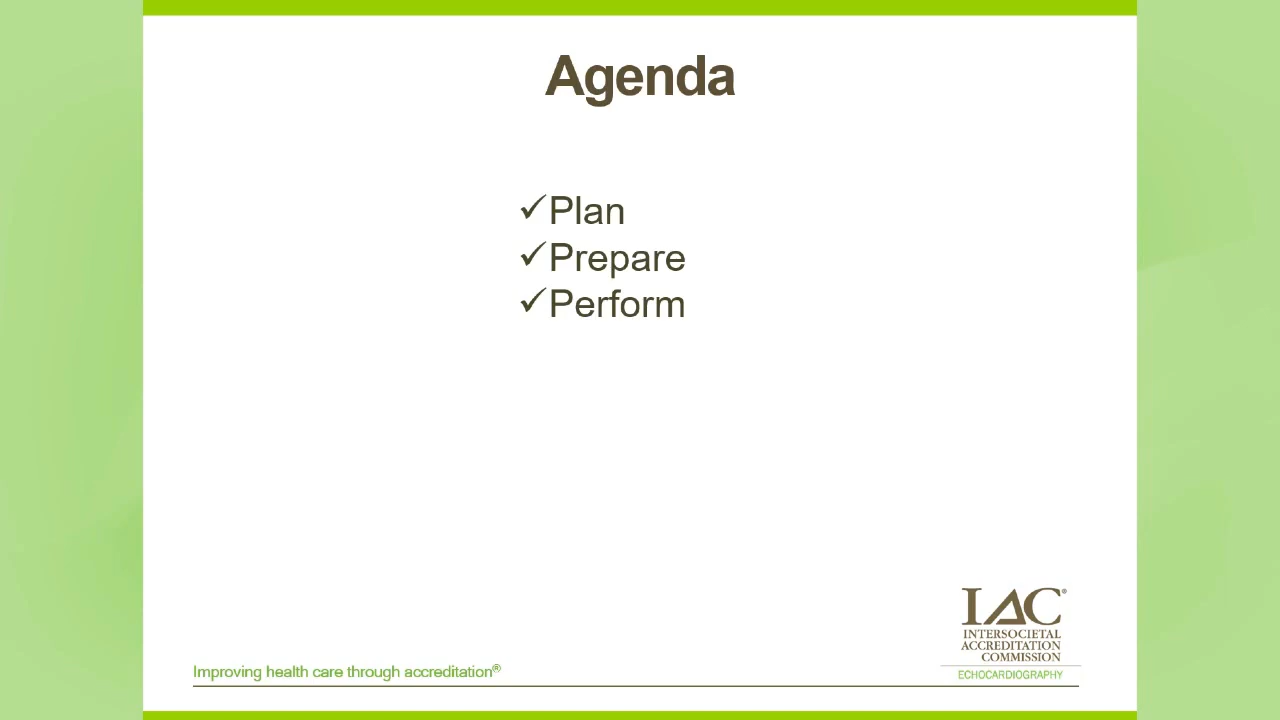 Agenda
✓Plan
✓Prepare
✓Perform
IAC®
INTERSOCIETAL
ACCREDITATION
COMMISSION
ECHOCARDIOGRAPHY
Improving health care through accreditation®